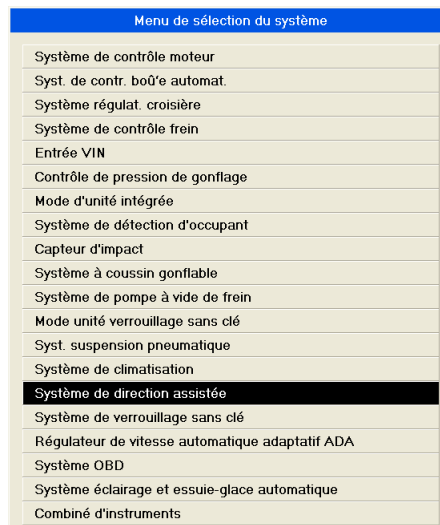 Menu de sélection du système
Système de contrôle moteur
Syst. de contr. boû'e automat.
Système régulat. croisière
Système de contrôle frein
Entrée VIN
Contrôle de pression de gonflage
Mode d'unité intégrée
Système de détection d'occupant
Capteur d'impact
Système à coussin gonflable
Système de pompe à vide de frein
Mode unité verrouillage sans clé
Syst. suspension pneumatique
Système de climatisation
Système de direction assistée
Système de verrouillage sans clé
Régulateur de vitesse automatique adaptatif ADA
Système OBD
Système éclairage et essuie-glace automatique
Combiné d'instruments